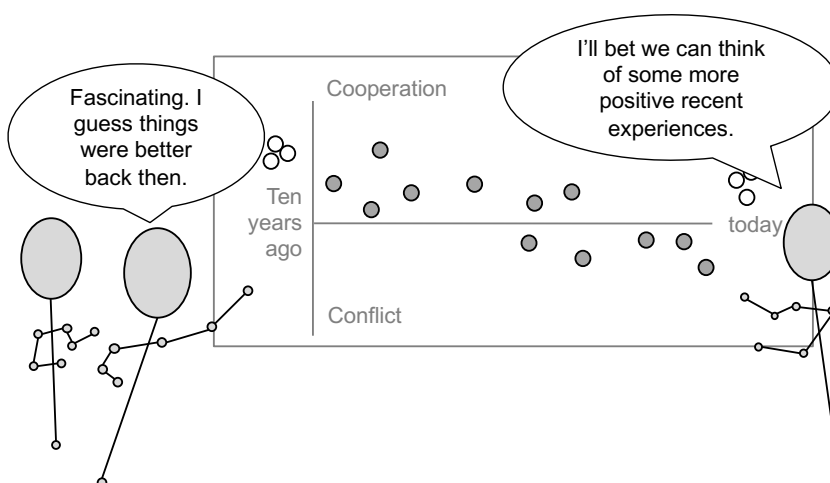 Fascinating. I
guess things
were better
back then.
I’ll bet we can think
of some more
positive recent
experiences.
Cooperation
Ten
years
ago
today
Conflict